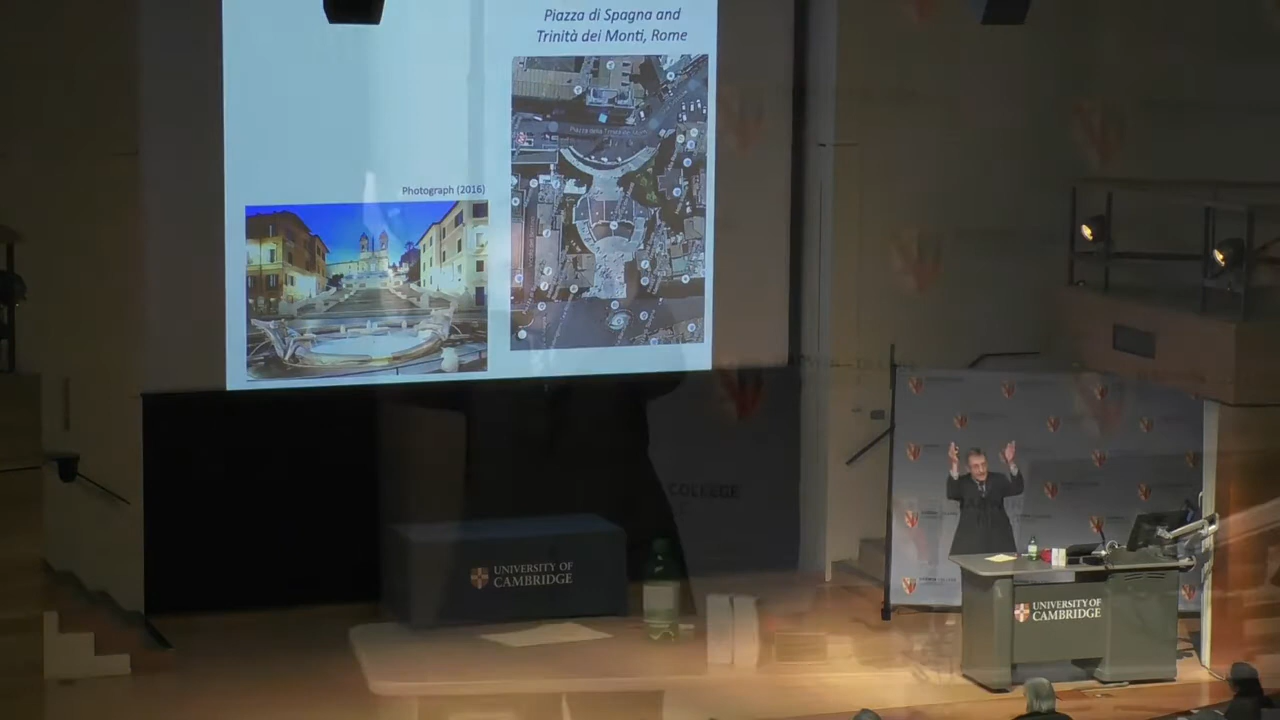 Piazza di Spagna and
Trinità dei Monti, Rome
Photograph (2016)
COLLEGE
UNIVERSITY OF
CAMBRIDGE
UNIVERSITY OF
CAMBRIDGE